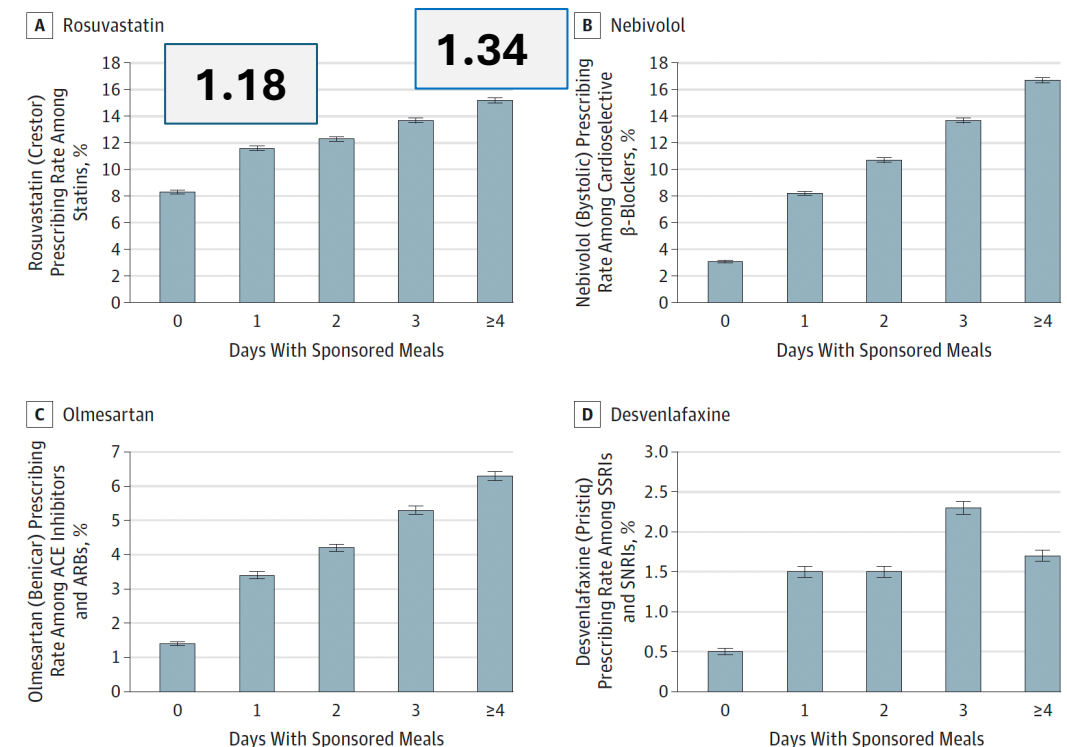 A Rosuvastatin
1.18
1.34
Rosuvastatin (Crestor)
Prescribing Rate Among
Statins, %
18
16
14
12
10
8
6
4
2
0
0 1 2 3 ≥4
Days With Sponsored Meals
B Nebivolol
Nebivolol (Bystolic) Prescribing
Rate Among Cardioselective
β-Blockers, %
18
16
14
12
10
8
6
4
2
0
0 1 2 3 ≥4
Days With Sponsored Meals
C Olmesartan
Olmesartan (Benicar) Prescribing
Rate Among ACE Inhibitors
and ARBs, %
7
6
5
4
3
2
1
0
0 1 2 3 ≥4
Days With Sponsored Meals
D Desvenlafaxine
Desvenlafaxine (Pristiq)
Prescribing Rate Among SSRIs
and SNRIs, %
3.0
2.5
2.0
1.5
1.0
0.5
0
0 1 2 3 ≥4
Days With Sponsored Meals